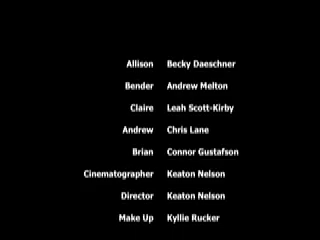 Allison Becky Daeschner
Bender Andrew Melton
Claire Leah Scott-Kirby
Andrew Chris Lane
Brian Connor Gustafson
Cinematographer Keaton Nelson
Director Keaton Nelson
Make Up Kyllie Rucker